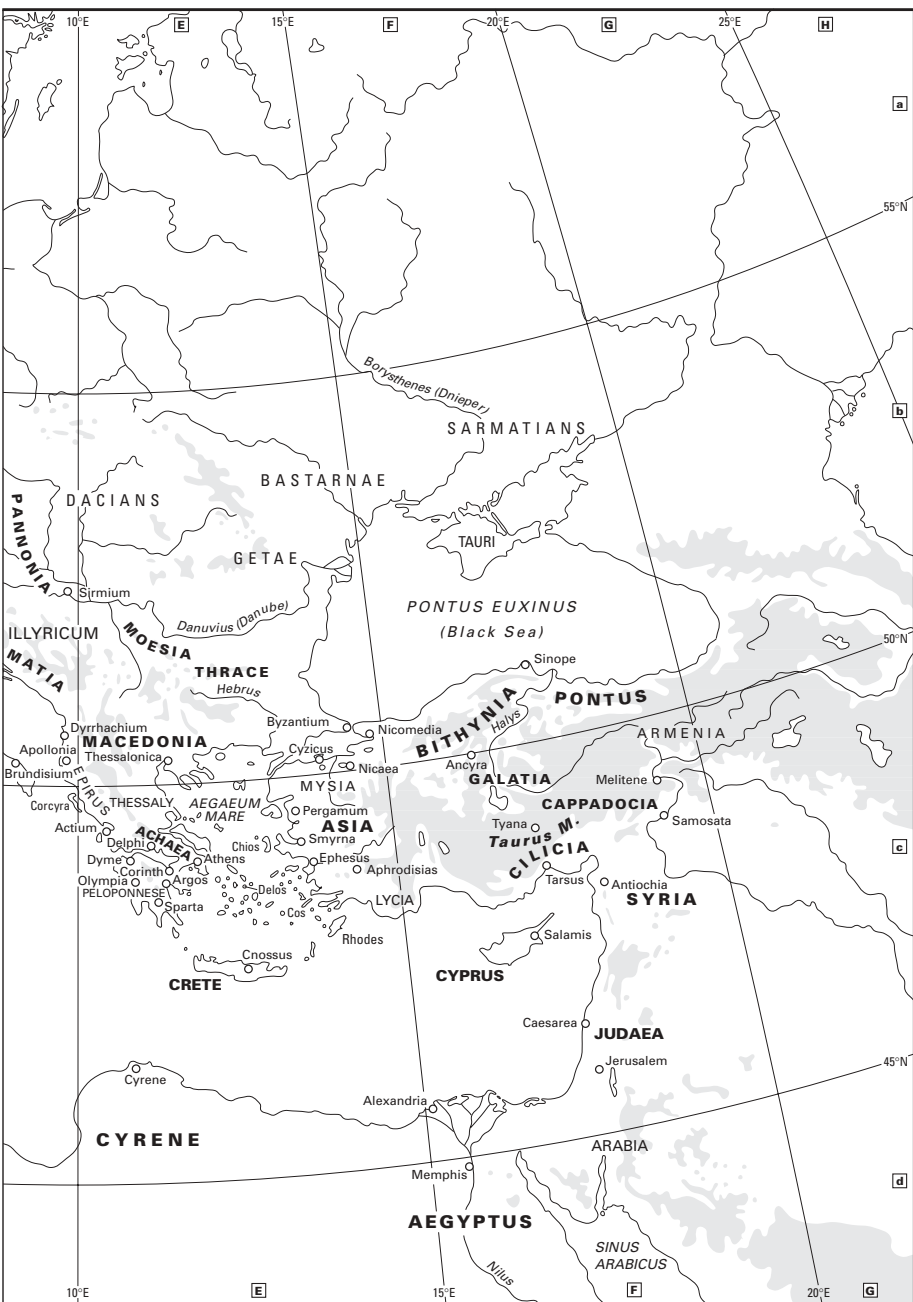 10°E
E
15°E
F
20°E
G
25°E
H
a
55°N
Borysthenes (Dnieper)
b
SARMATIANS
BASTARNAE
DACIANS
PANNONIA
TAURI
GETAE
Sirmium
PONTUS EUXINUS
(Black Sea)
Danuvius (Danube)
ILLYRICUM
MOESIA
50°N
MATIA
THRACE
Hebrus
Sinope
PONTUS
BITHYNIA
Halys
Byzantium
Nicomedia
Dyrrhachium
MACEDONIA
ARMENIA
Apollonia
Thessalonica
Cyzicus
Nicaea
Ancyra
Brundisium
EPIRUS
MYSIA
GALATIA
Melitene
Corcyra
THESSALY
AEGAEUM
MARE
Pergamum
CAPPADOCIA
Samosata
Actium
ACHAEA
ASIA
Tyana
Taurus M.
Delphi
Chios
Smyrna
CILICIA
c
Dyme
Athens
Ephesus
Corinth
Aphrodisias
Olympia
Argos
Delos
Tarsus
Antiochia
PELOPONNESE
LYCIA
SYRIA
Sparta
Cos
Rhodes
Salamis
Cnossus
CRETE
CYPRUS
Caesarea
JUDAEA
Jerusalem
45°N
Cyrene
Alexandria
CYRENE
ARABIA
Memphis
d
AEGYPTUS
SINUS
ARABICUS
Nilus
10°E
E
15°E
F
20°E
G